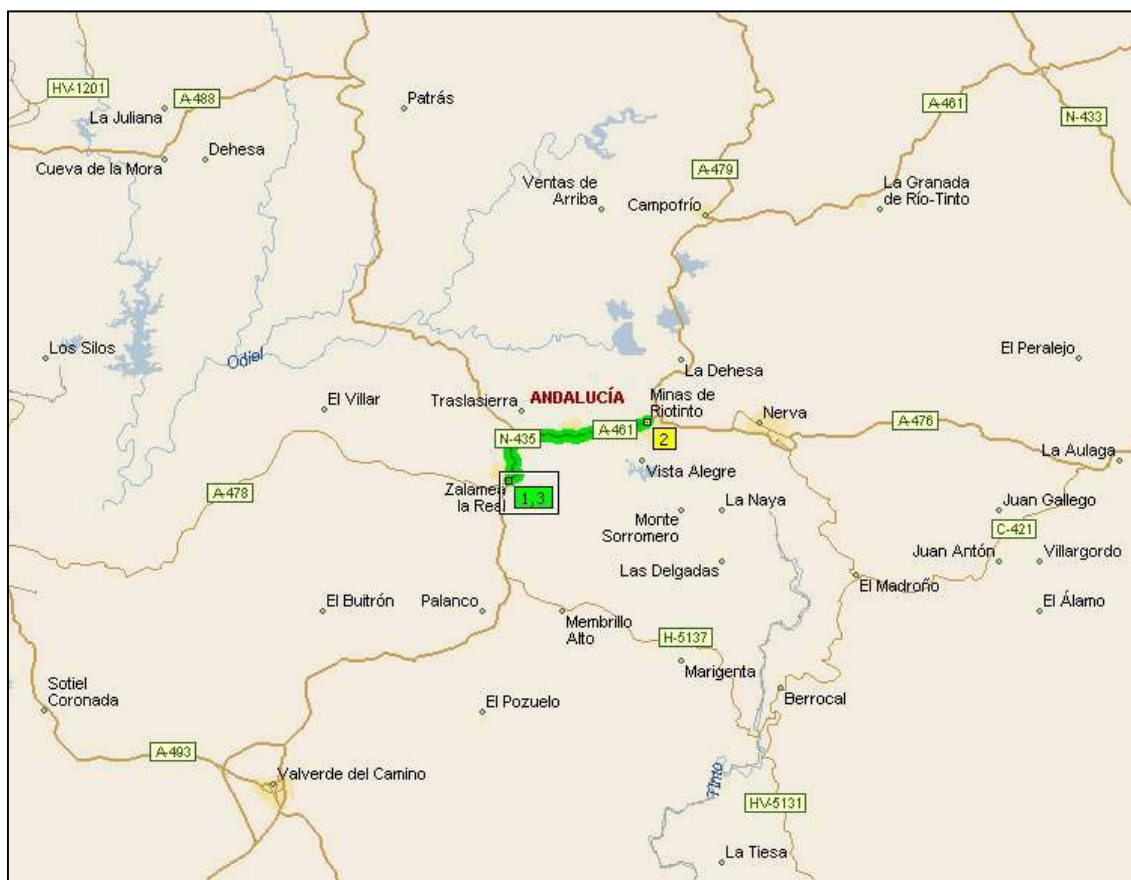 HV-1201
A-488
La Juliana
Cueva de la Mora
Dehesa
Patrás
A-461
N-433
A-479
Ventas de
Arriba
Campofrío
La Granada
de Río-Tinto
Los Silos
Odiel
El Peralejo
La Dehesa
El Villar
Traslasierra
ANDALUCÍA
Minas de
Riotinto
Nerva
N-435
A-461
2
A-476
La Aulaga
Vista Alegre
A-478
Zalamea
la Real
1,3
Monte
Sorromero
La Naya
Juan Gallego
C-421
Las Delgadas
Juan Antón
Villargordo
El Madroño
El Buitrón
Palanco
Membrillo
Alto
El Álamo
H-5137
Marigenta
Sotiel
Coronada
El Pozuelo
Berrocal
A-493
Valverde del Camino
Tinto
HV-5131
La Tiesa